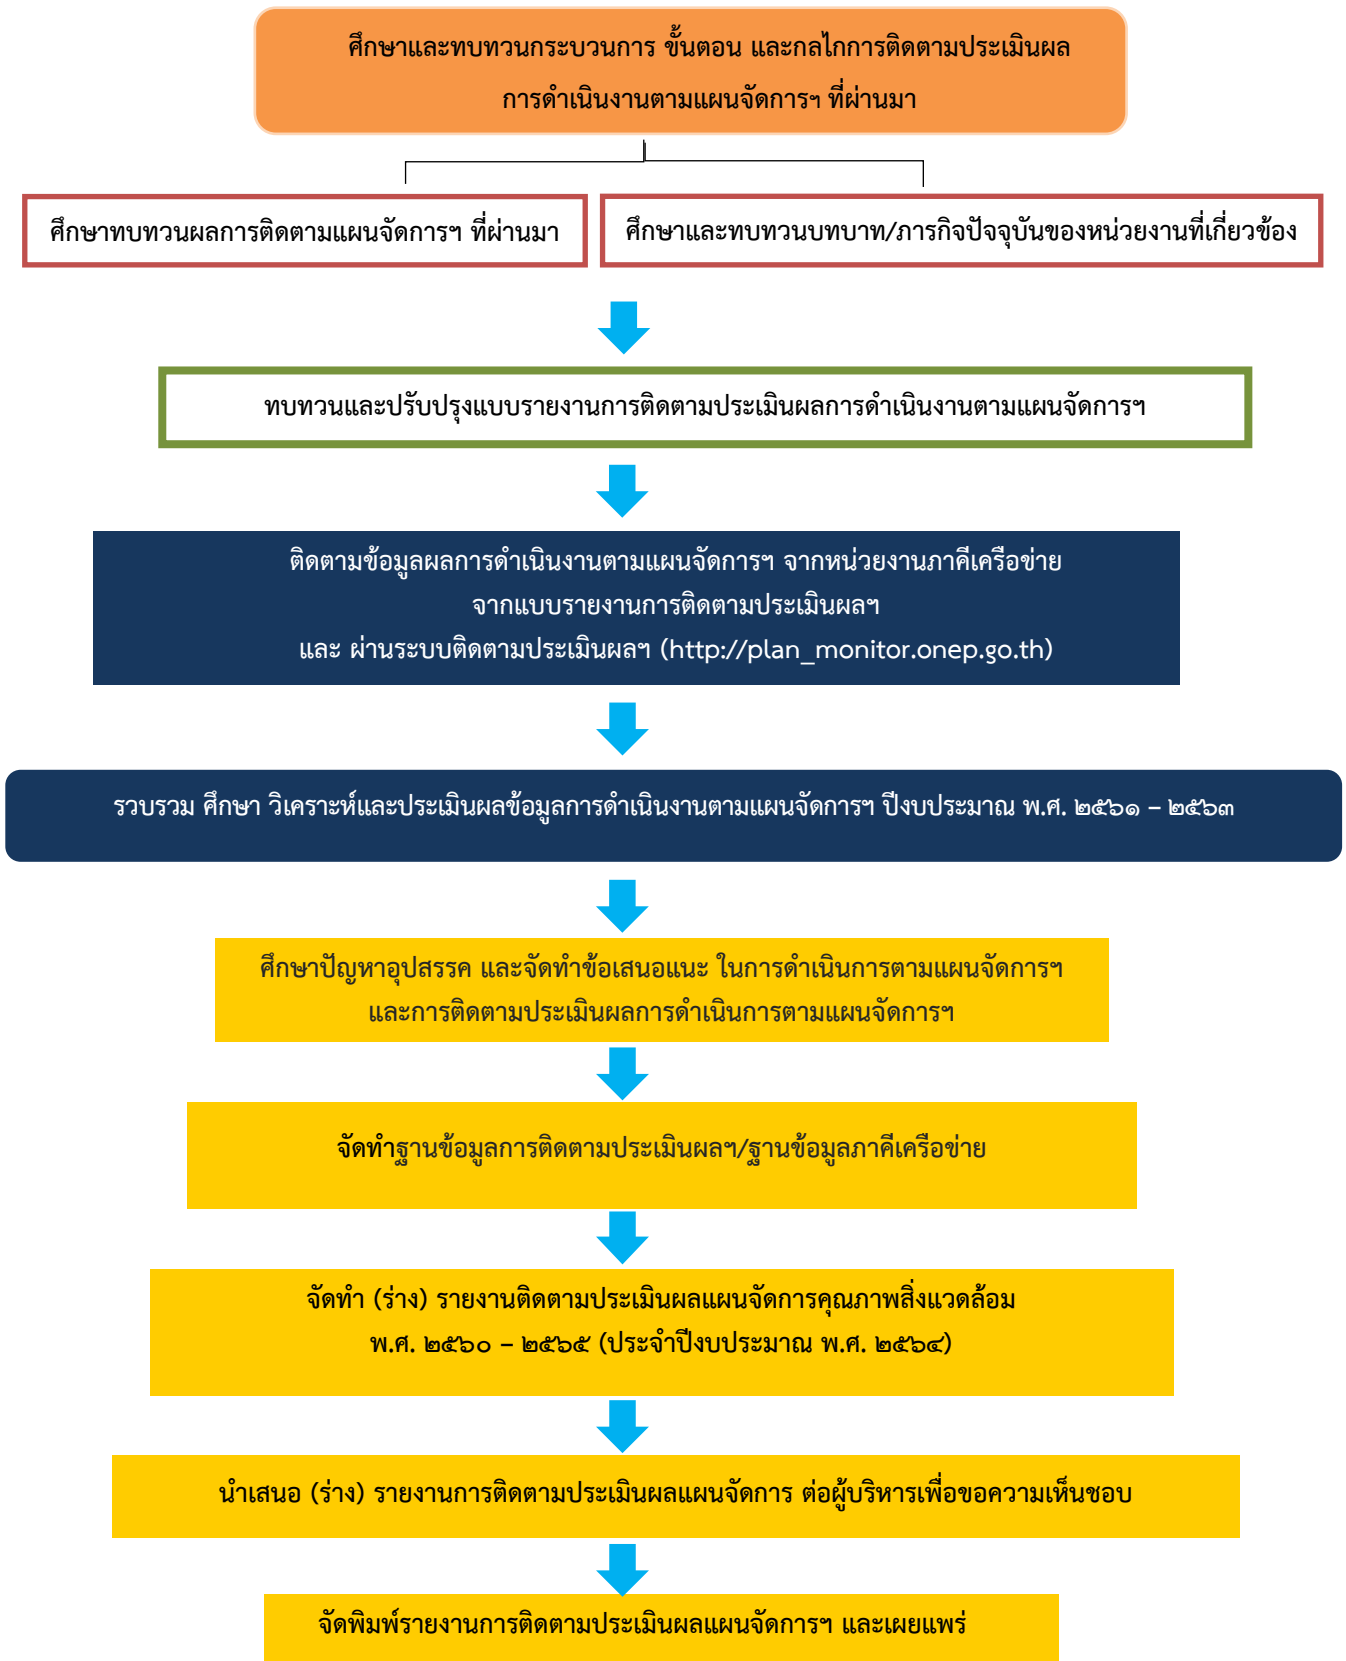 ศึกษาและทบทวนกระบวนการ ขั้นตอน และกลไกการติดตามประเมินผล
การดำเนินงานตามแผนจัดการฯ ที่ผ่านมา
ศึกษาทบทวนผลการติดตามแผนจัดการฯ ที่ผ่านมา
ศึกษาและทบทวนบทบาท/ภารกิจปัจจุบันของหน่วยงานที่เกี่ยวข้อง
ทบทวนและปรับปรุงแบบรายงานการติดตามประเมินผลการดำเนินงานตามแผนจัดการฯ
ติดตามข้อมูลผลการดำเนินงานตามแผนจัดการฯ จากหน่วยงานภาคีเครือข่าย
จากแบบรายงานการติดตามประเมินผลฯ
และ ผ่านระบบติดตามประเมินผลฯ (http://plan_monitor.onep.go.th)
รวบรวม ศึกษา วิเคราะห์และประเมินผลข้อมูลการดำเนินงานตามแผนจัดการฯ ปีงบประมาณ พ.ศ. ๒๕๖๑ – ๒๕๖๓
ศึกษาปัญหาอุปสรรค และจัดทำข้อเสนอแนะ ในการดำเนินการตามแผนจัดการฯ
และการติดตามประเมินผลการดำเนินการตามแผนจัดการฯ
จัดทำฐานข้อมูลการติดตามประเมินผลฯ/ฐานข้อมูลภาคีเครือข่าย
จัดทำ (ร่าง) รายงานติดตามประเมินผลแผนจัดการคุณภาพสิ่งแวดล้อม
พ.ศ. ๒๕๖๐ – ๒๕๖๕ (ประจำปีงบประมาณ พ.ศ. ๒๕๖๔)
นำเสนอ (ร่าง) รายงานการติดตามประเมินผลแผนจัดการ ต่อผู้บริหารเพื่อขอความเห็นชอบ
จัดพิมพ์รายงานการติดตามประเมินผลแผนจัดการฯ และเผยแพร่